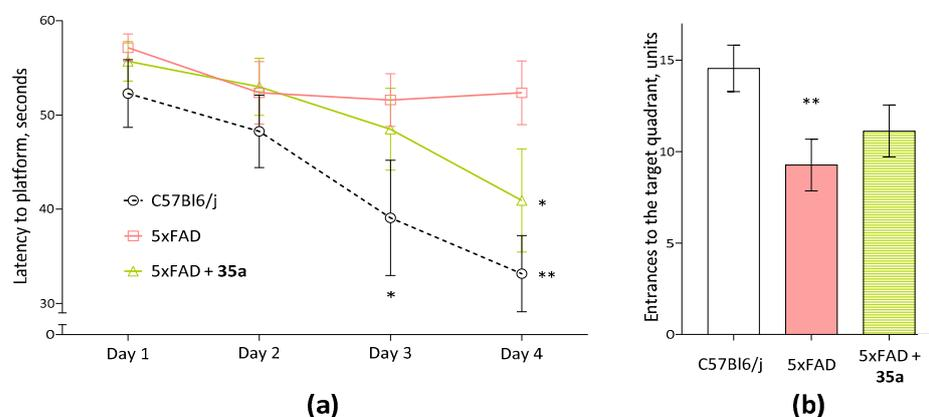 Latency to platform, seconds
60
50
40
30
0
C57Bl6/j
5xFAD
5xFAD + 35a
*
*
**
Day 1
Day 2
Day 3
Day 4
(a)
Entrances to the target quadrant, units
15
10
5
0
**
C57Bl6/j
5xFAD
5xFAD +
35a
(b)